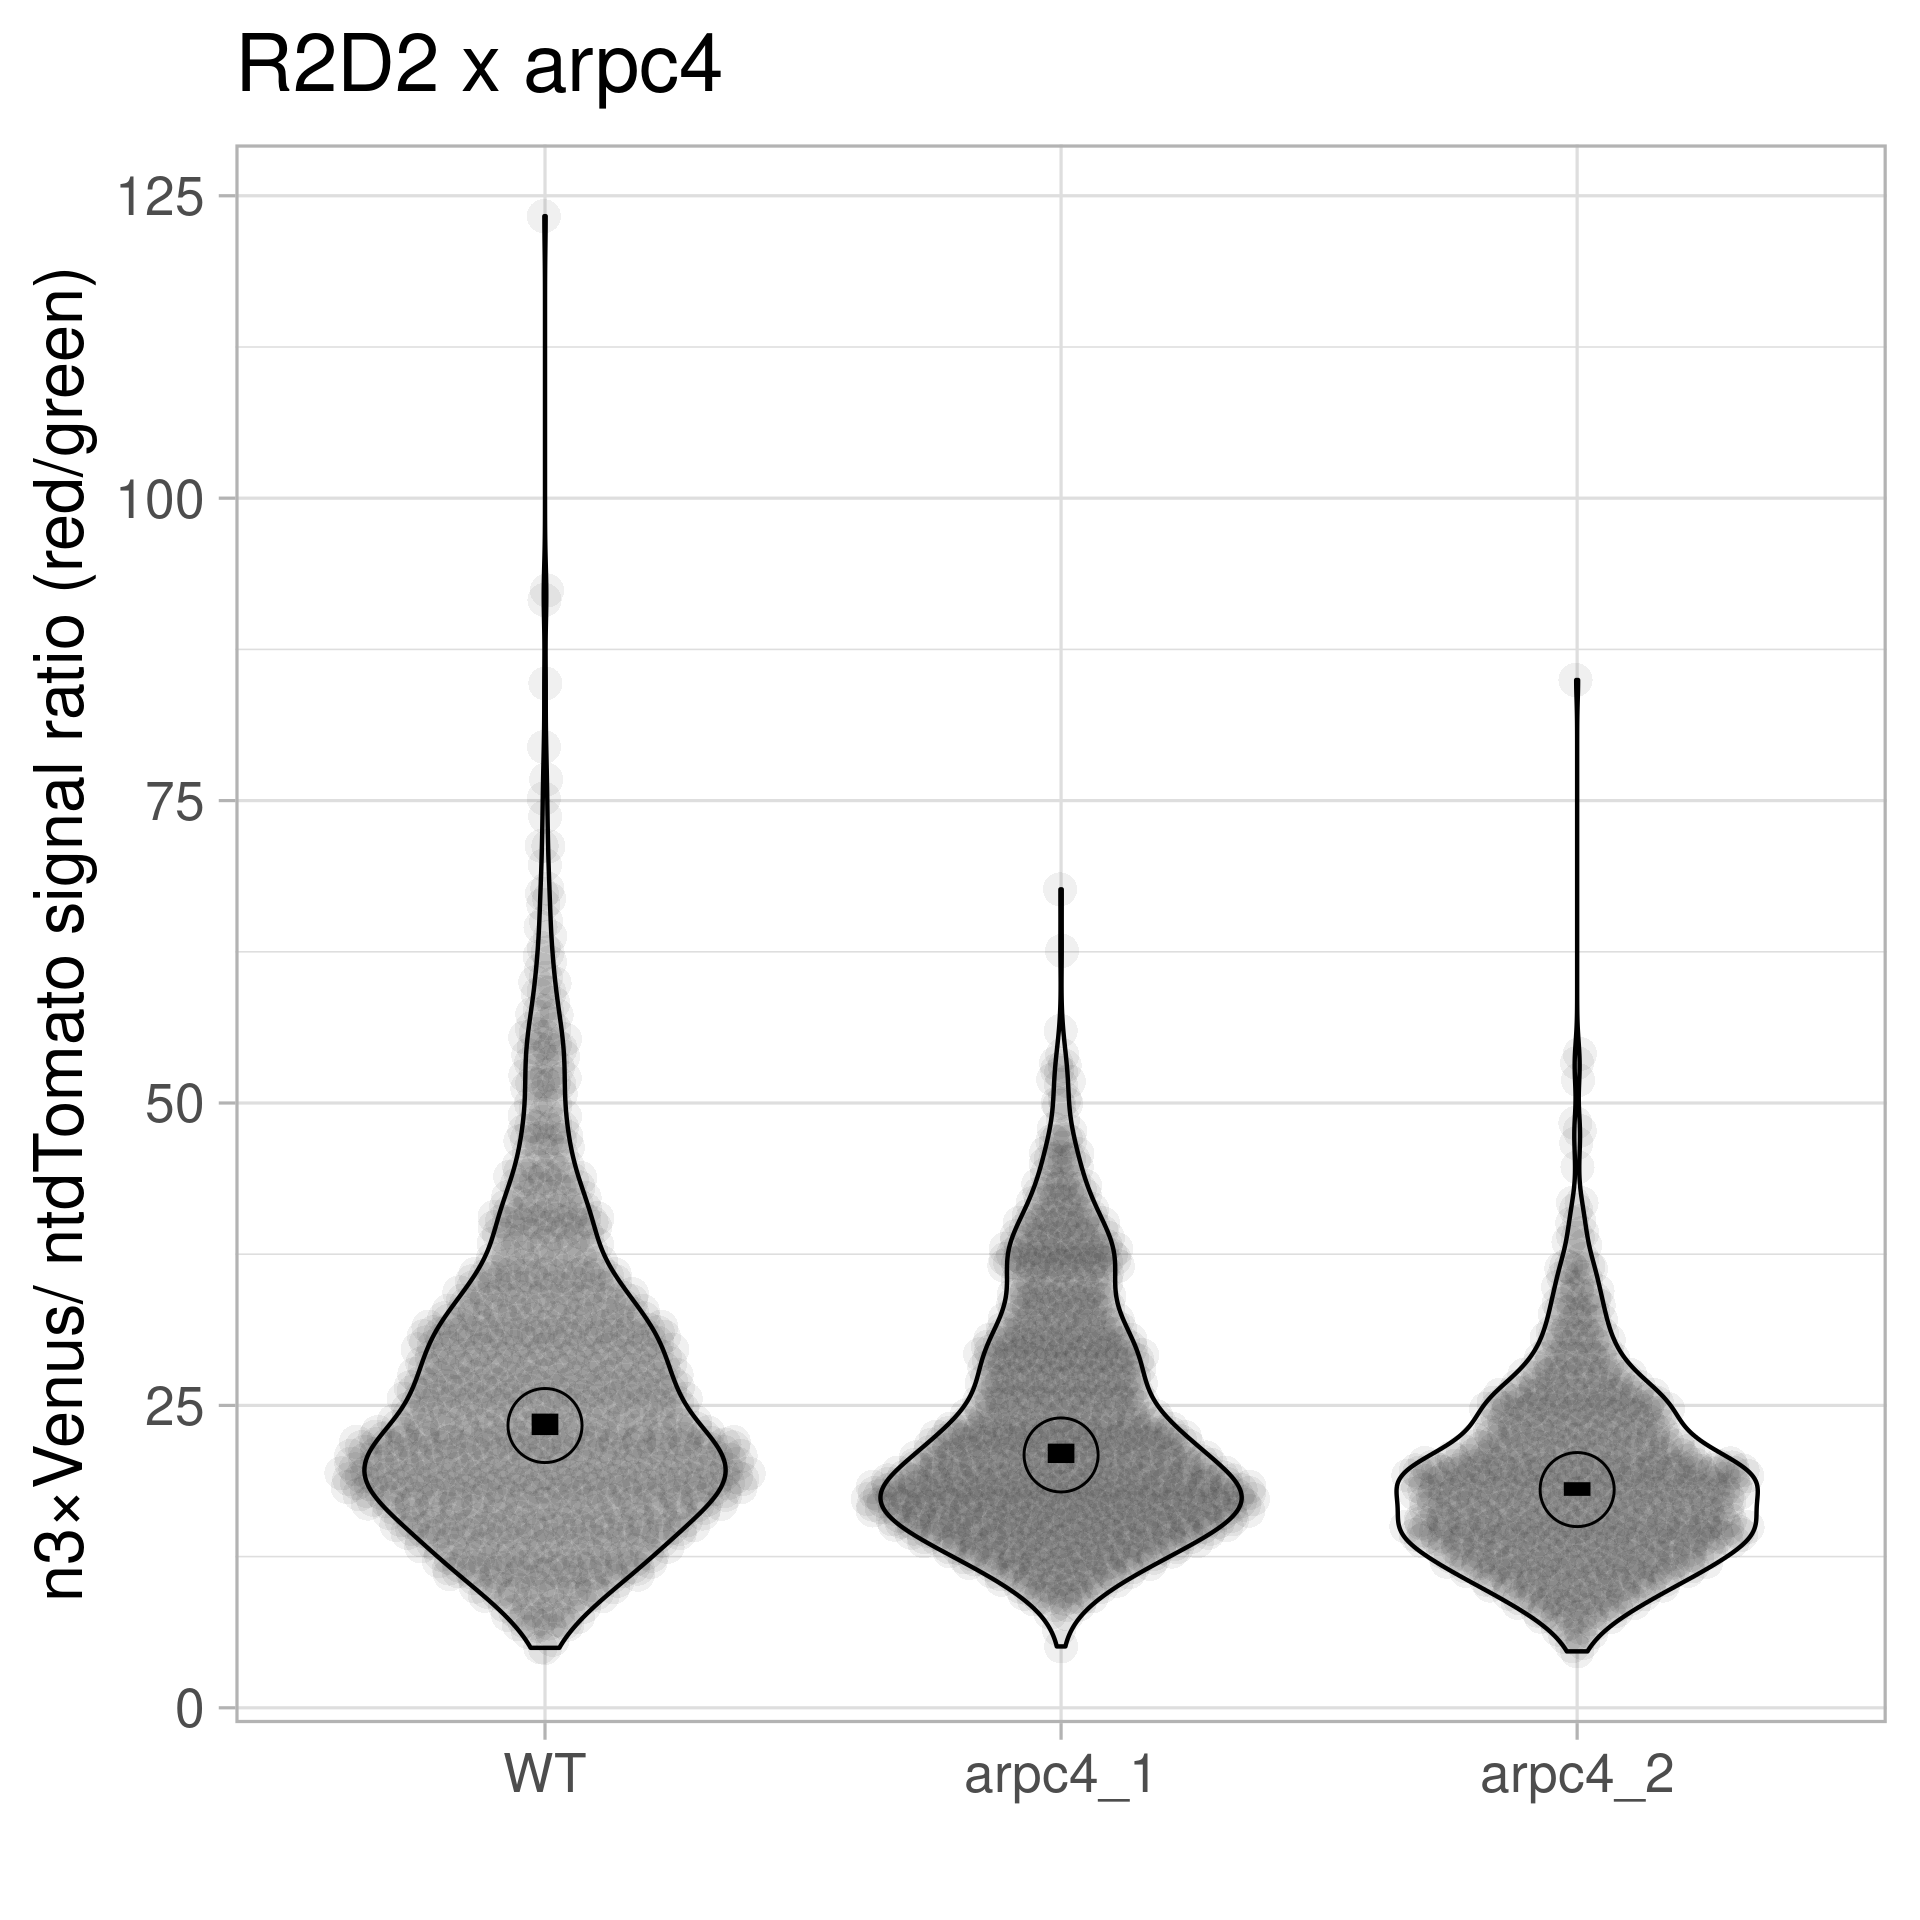 R2D2 x arpc4
n3×Venus/ ntdTomato signal ratio (red/green)
125
100
75
50
25
0
WT arpc4_1 arpc4_2